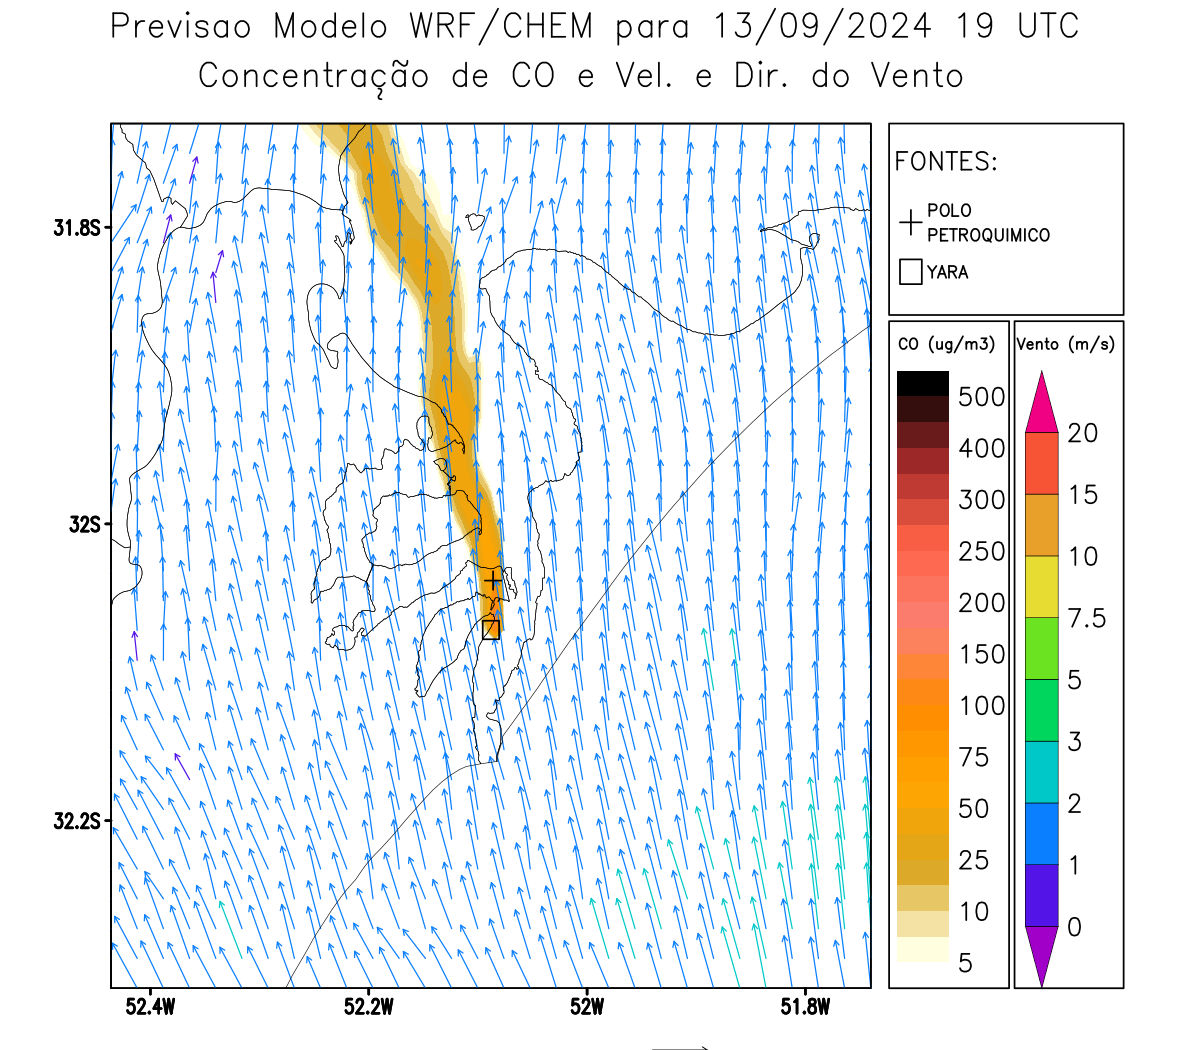 Previsao Modelo WRF/CHEM para 13/09/2024 19 UTC
Concentração de CO e Vel. e Dir. do Vento
FONTES:
POLO
PETROQUIMICO
YARA
CO (ug/m3)
500
400
300
250
200
150
100
75
50
25
10
5
Vento (m/s)
20
15
10
7.5
5
3
2
1
0
31.8S
32S
32.2S
52.4W
52.2W
52W
51.8W